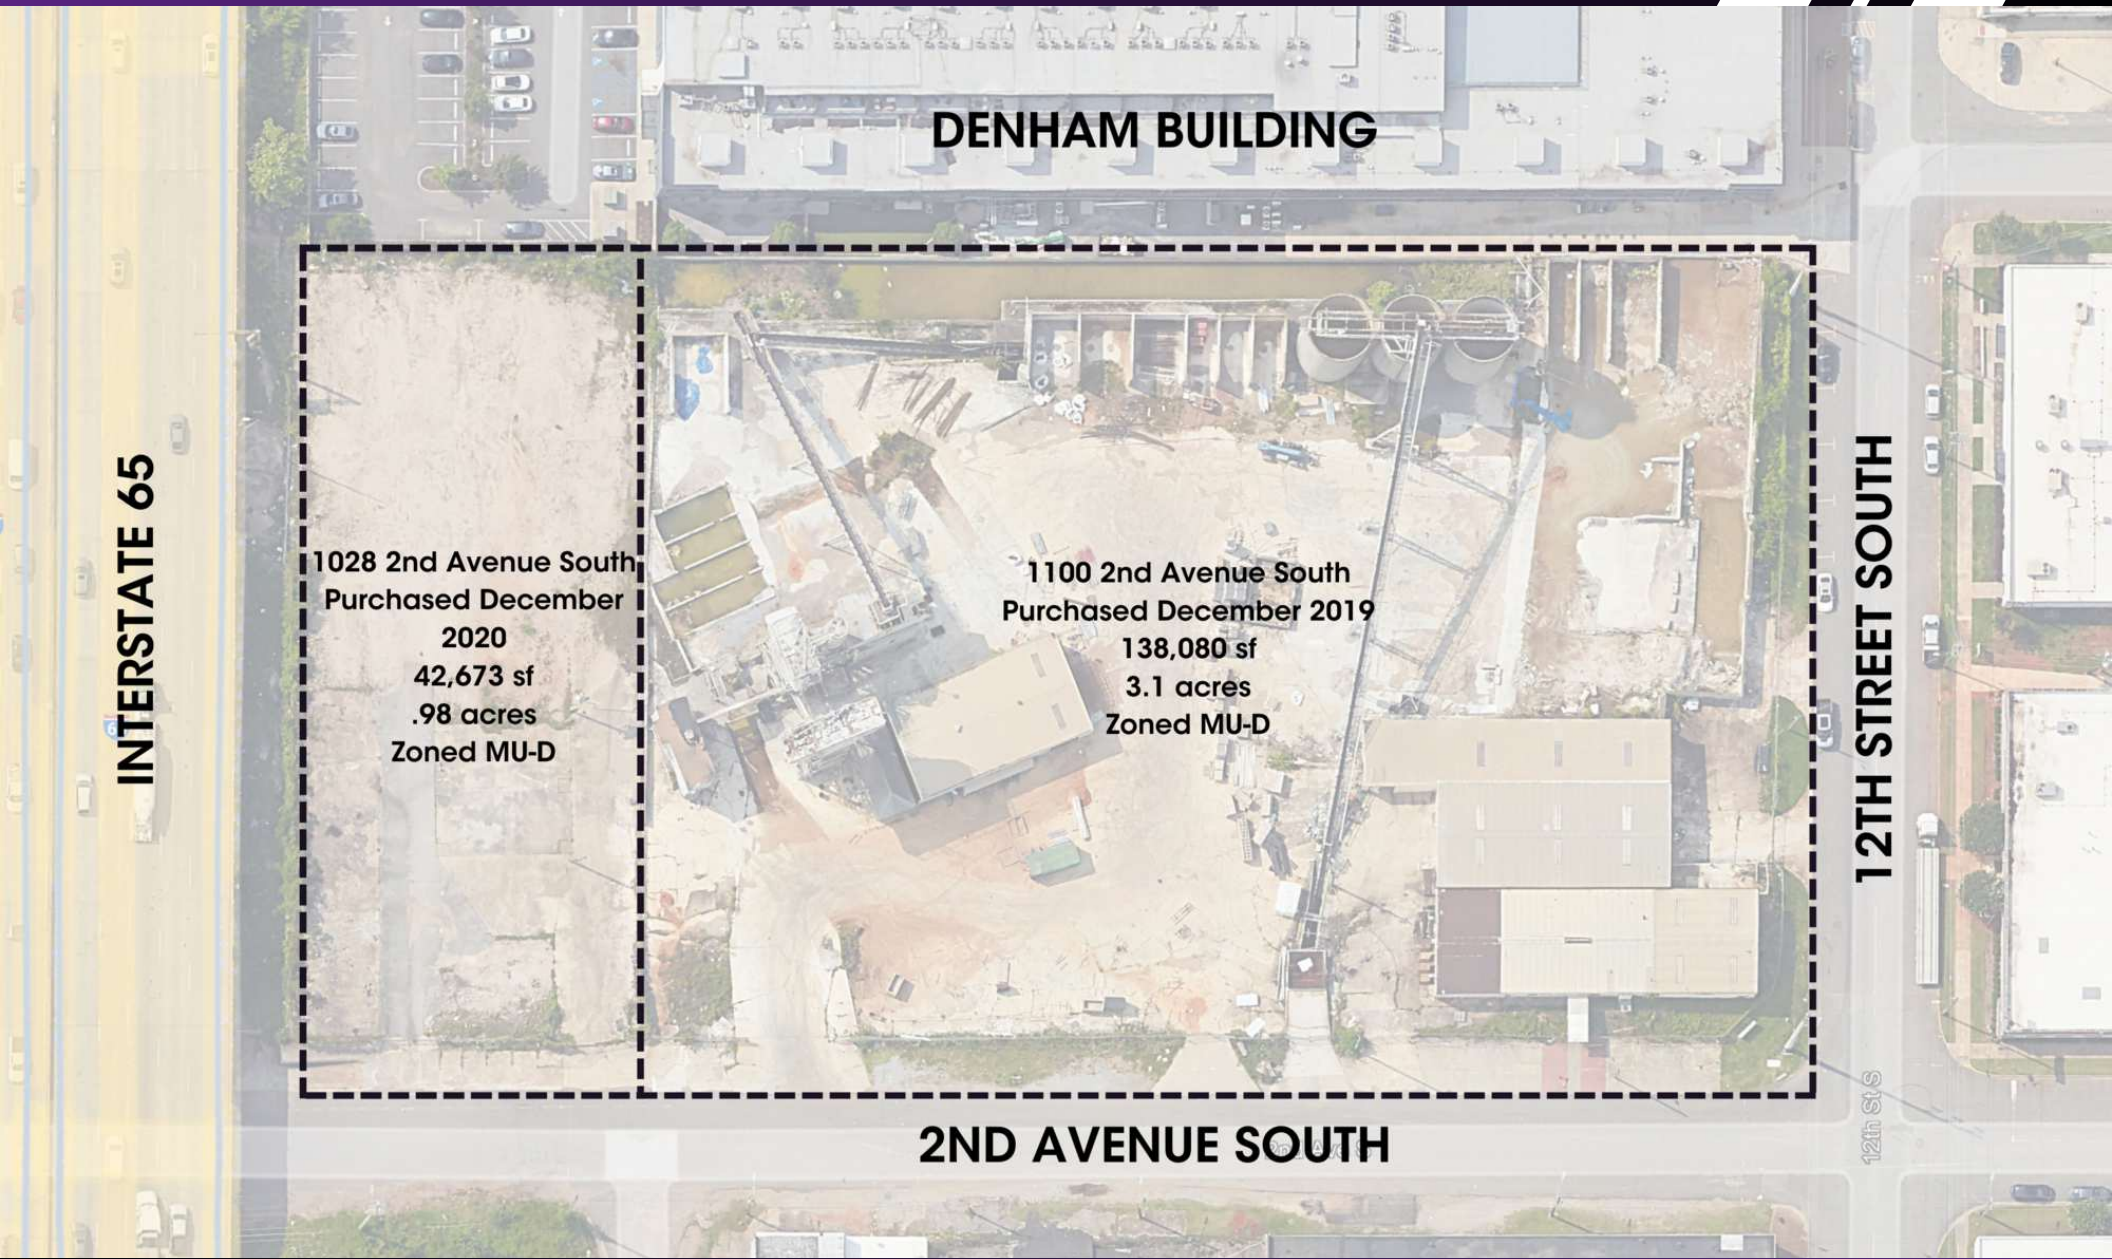 DENHAM BUILDING
INTERSTATE 65
1028 2nd Avenue South
Purchased December
2020
42,673 sf
.98 acres
Zoned MU-D
1100 2nd Avenue South
Purchased December 2019
138,080 sf
3.1 acres
Zoned MU-D
12TH STREET SOUTH
12th St S
2ND AVENUE SOUTH
2nd Ave S